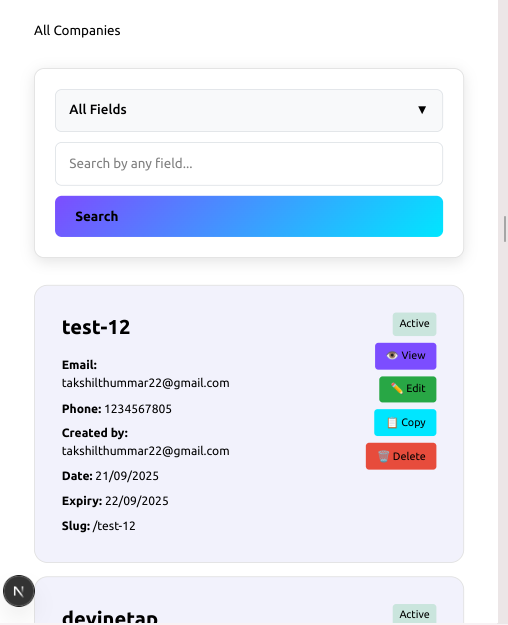 All Companies
All Fields ▼
Search by any field...
Search
test-12
Active
Email:
takshilthummar22@gmail.com
👁️ View
✏️ Edit
Phone: 1234567805
📋 Copy
Created by:
takshilthummar22@gmail.com
🗑️ Delete
Date: 21/09/2025
Expiry: 22/09/2025
Slug: /test-12
N
devinetap
Active